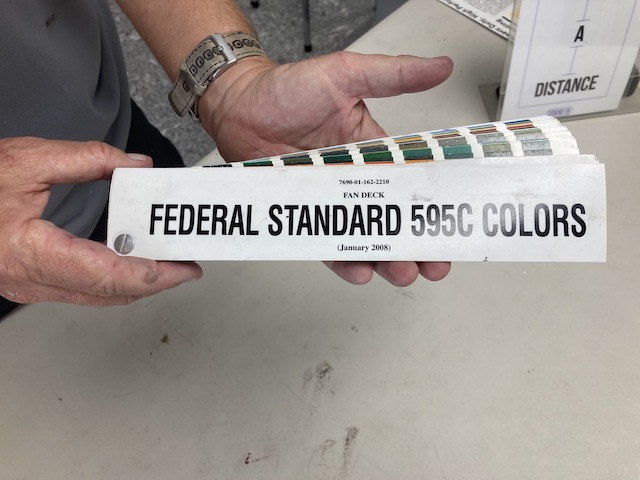 7690-01-162-2210
FAN DECK
FEDERAL STANDARD 595C COLORS
(January 2008)
A
DISTANCE